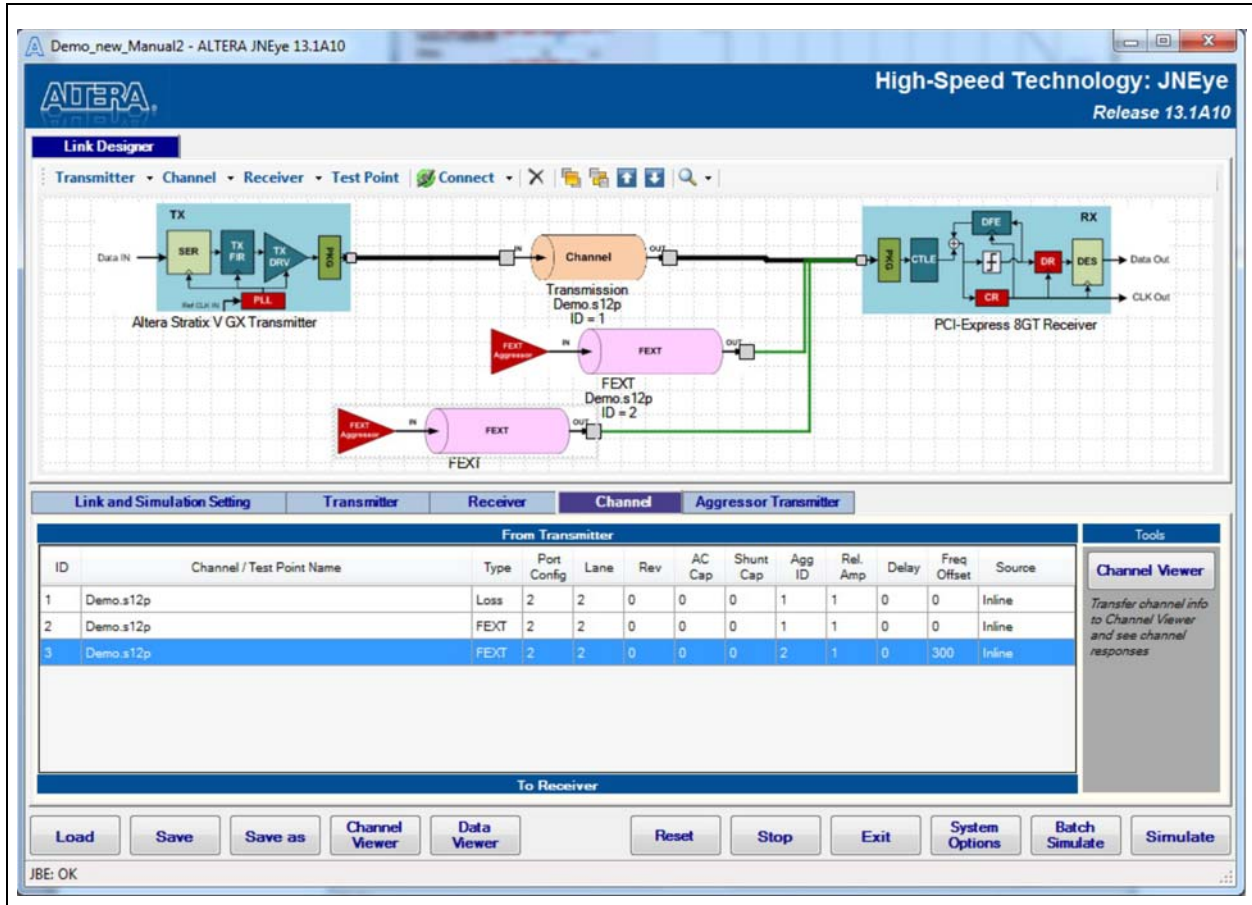 Demo_new_Manual2 - ALTERA JNEye 13.1A10
ALTERA
High-Speed Technology: JNEye
Release 13.1A10
Link Designer
Transmitter Channel Receiver Test Point Connect
TX
Data IN
SER
TX FIR
TX DRV
PKG
Ref CLK IN
PLL
Altera Stratix V GX Transmitter
IN
Channel
OUT
Transmission
Demo.s12p
ID = 1
FEXT Aggressor
IN
FEXT
OUT
FEXT
Demo.s12p
ID = 2
FEXT Aggressor
IN
FEXT
OUT
FEXT
RX
PKG
CTLE
DFE
DR
CR
DES
Data Out
CLK Out
PCI-Express 8GT Receiver
Link and Simulation Setting Transmitter Receiver Channel Aggressor Transmitter
From Transmitter
ID Channel / Test Point Name Type Port Config Lane Rev AC Cap Shunt Cap Agg ID Rel. Amp Delay Freq Offset Source
1 Demo.s12p Loss 2 2 0 0 0 1 1 0 0 Inline
2 Demo.s12p FEXT 2 2 0 0 0 1 1 0 0 Inline
3 Demo.s12p FEXT 2 2 0 0 0 2 1 0 300 Inline
To Receiver
Tools
Channel Viewer
Transfer channel info
to Channel Viewer
and see channel
responses
Load Save Save as Channel Viewer Data Viewer Reset Stop Exit System Options Batch Simulate Simulate
JBE: OK